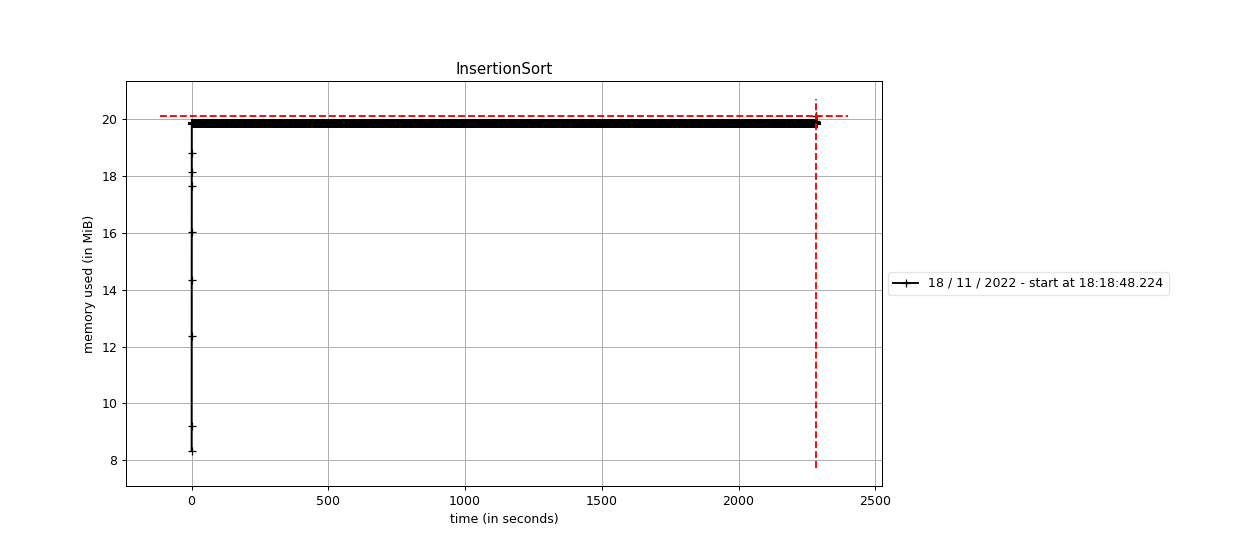 InsertionSort
memory used (in MiB)
20
18
16
14
12
10
8
0 500 1000 1500 2000 2500
time (in seconds)
18 / 11 / 2022 - start at 18:18:48.224